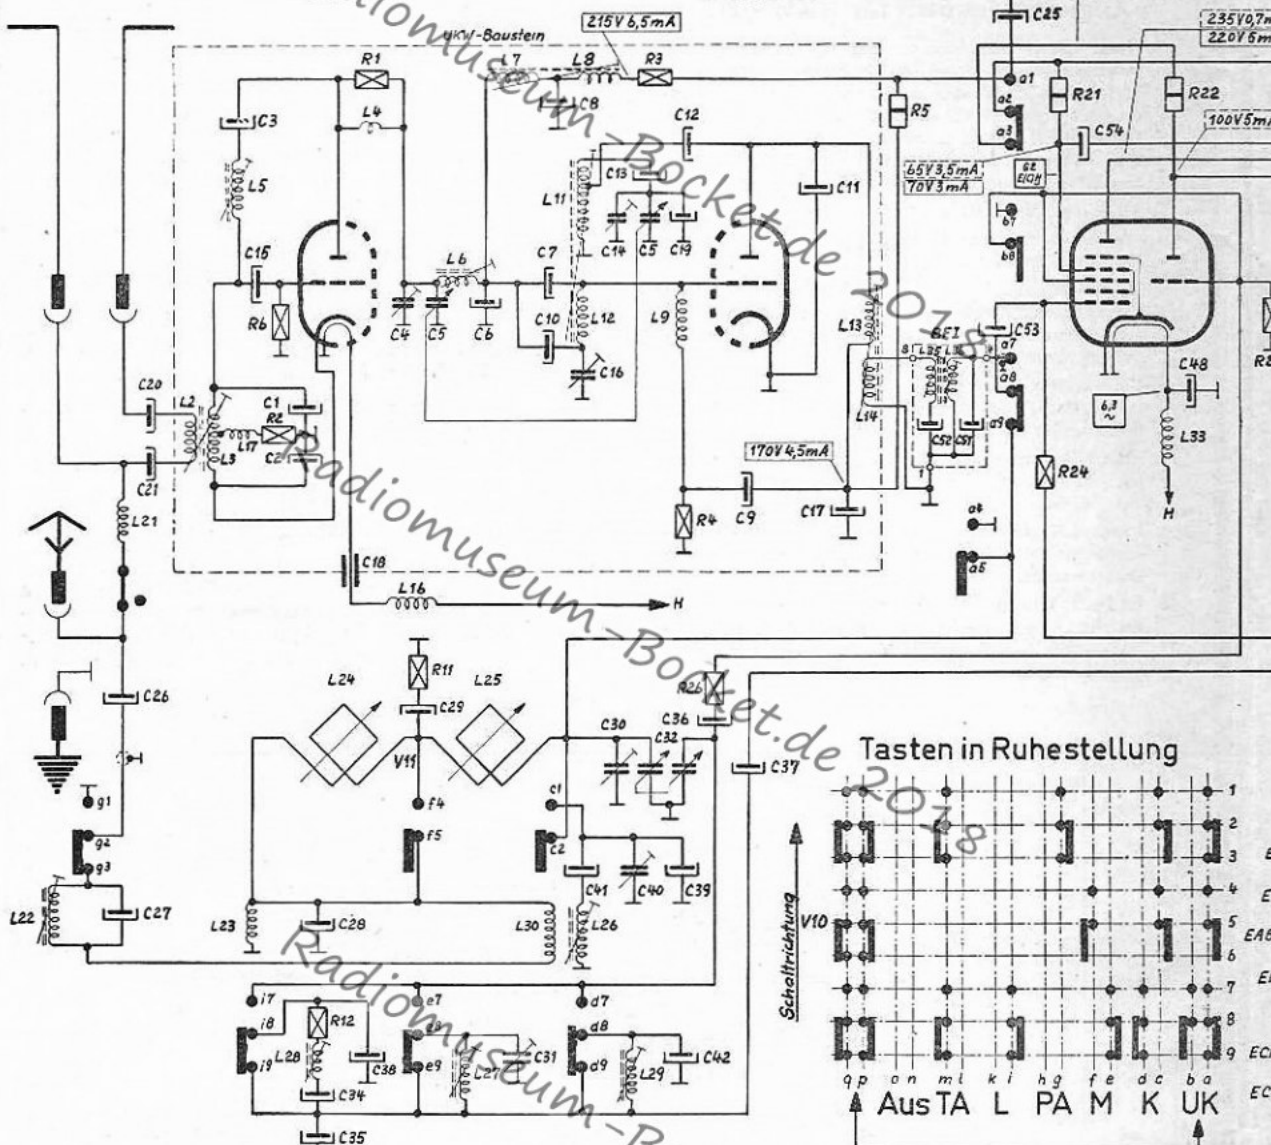 Radiomuseum-Bocket.de 2018
C25
235V 0,7m
220V 5m
215V 6,5mA
UKW-Baustein
L7
L8
R3
a1
R1
C8
a2
R21
R22
C3
L4
C12
R5
a3
C54
100V 5mA
65V 3,5mA
70V 3mA
C13
L5
L11
C11
b7
C14
C5
C19
b8
C15
L6
C7
R6
C4
C5
C6
C10
L12
L9
L13
BEI
C53
a7
C16
L14
C48
a8
C20
L2
C1
R2
6,3
~
a9
L17
L3
C2
C52
C51
L33
170V 4,5mA
1
R24
C21
L21
R4
C9
C17
a4
H
C18
a5
Radiomuseum-Bocket.de 2018
L16
H
R11
L24
L25
R26
C26
C29
C30
C32
C36
V11
C37
Tasten in Ruhestellung
g1
f4
c1
1
g2
f5
c2
2
g3
3
C41
C40
C39
4
L22
C27
L23
C28
L30
L26
V10
5
6
Schaltrichtung
i7
e7
d7
7
i8
R12
e8
d8
8
L28
C38
C31
C42
i9
e9
L27
d9
L29
9
C34
q p o n m l k i h g f e d c b a
Aus TA L PA M K UK
C35
Radiomuseum-B